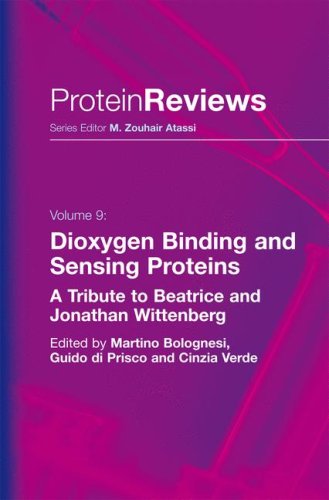 ProteinReviews
Series Editor M. Zouhair Atassi
Volume 9:
Dioxygen Binding and
Sensing Proteins
A Tribute to Beatrice and
Jonathan Wittenberg
Edited by Martino Bolognesi,
Guido di Prisco and Cinzia Verde